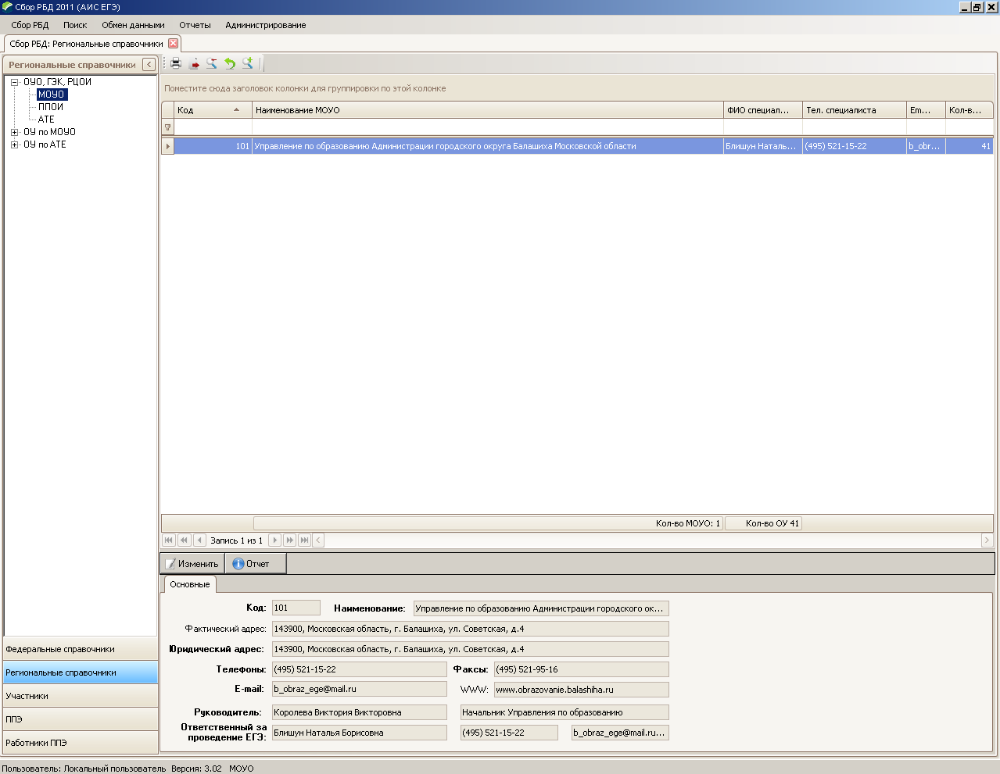 Сбор РБД 2011 (АИС ЕГЭ)
Сбор РБД Поиск Обмен данными Отчеты Администрирование
Сбор РБД: Региональные справочники
Региональные справочники
ОУО, ГЭК, РЦОИ
МОУО
ППОИ
АТЕ
ОУ по МОУО
ОУ по АТЕ
Поместите сюда заголовок колонки для группировки по этой колонке
Код Наименование МОУО ФИО специал... Тел. специалиста Em... Кол-в...
101 Управление по образованию Администрации городского округа Балашиха Московской области Блишун Наталь... (495) 521-15-22 b_obr... 41
Кол-во МОУО: 1 Кол-во ОУ 41
Запись 1 из 1
Изменить Отчет
Основные
Код: 101 Наименование: Управление по образованию Администрации городского ок...
Фактический адрес: 143900, Московская область, г. Балашиха, ул. Советская, д.4
Юридический адрес: 143900, Московская область, г. Балашиха, ул. Советская, д.4
Телефоны: (495) 521-15-22 Факсы: (495) 521-95-16
E-mail: b_obraz_ege@mail.ru WWW: www.obrazovanie.balashiha.ru
Руководитель: Королева Виктория Викторовна Начальник Управления по образованию
Ответственный за
проведение ЕГЭ: Блишун Наталья Борисовна (495) 521-15-22 b_obraz_ege@mail.ru...
Федеральные справочники
Региональные справочники
Участники
ППЭ
Работники ППЭ
Пользователь: Локальный пользователь Версия: 3.02 МОУО